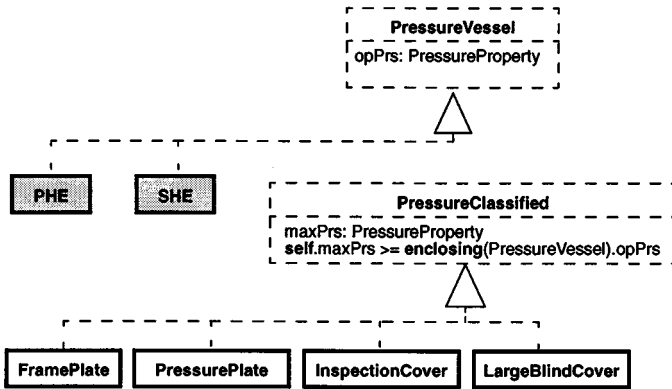 PressureVessel
opPrs: PressureProperty
PHE
SHE
PressureClassified
maxPrs: PressureProperty
self.maxPrs >= enclosing(PressureVessel).opPrs
FramePlate
PressurePlate
InspectionCover
LargeBlindCover